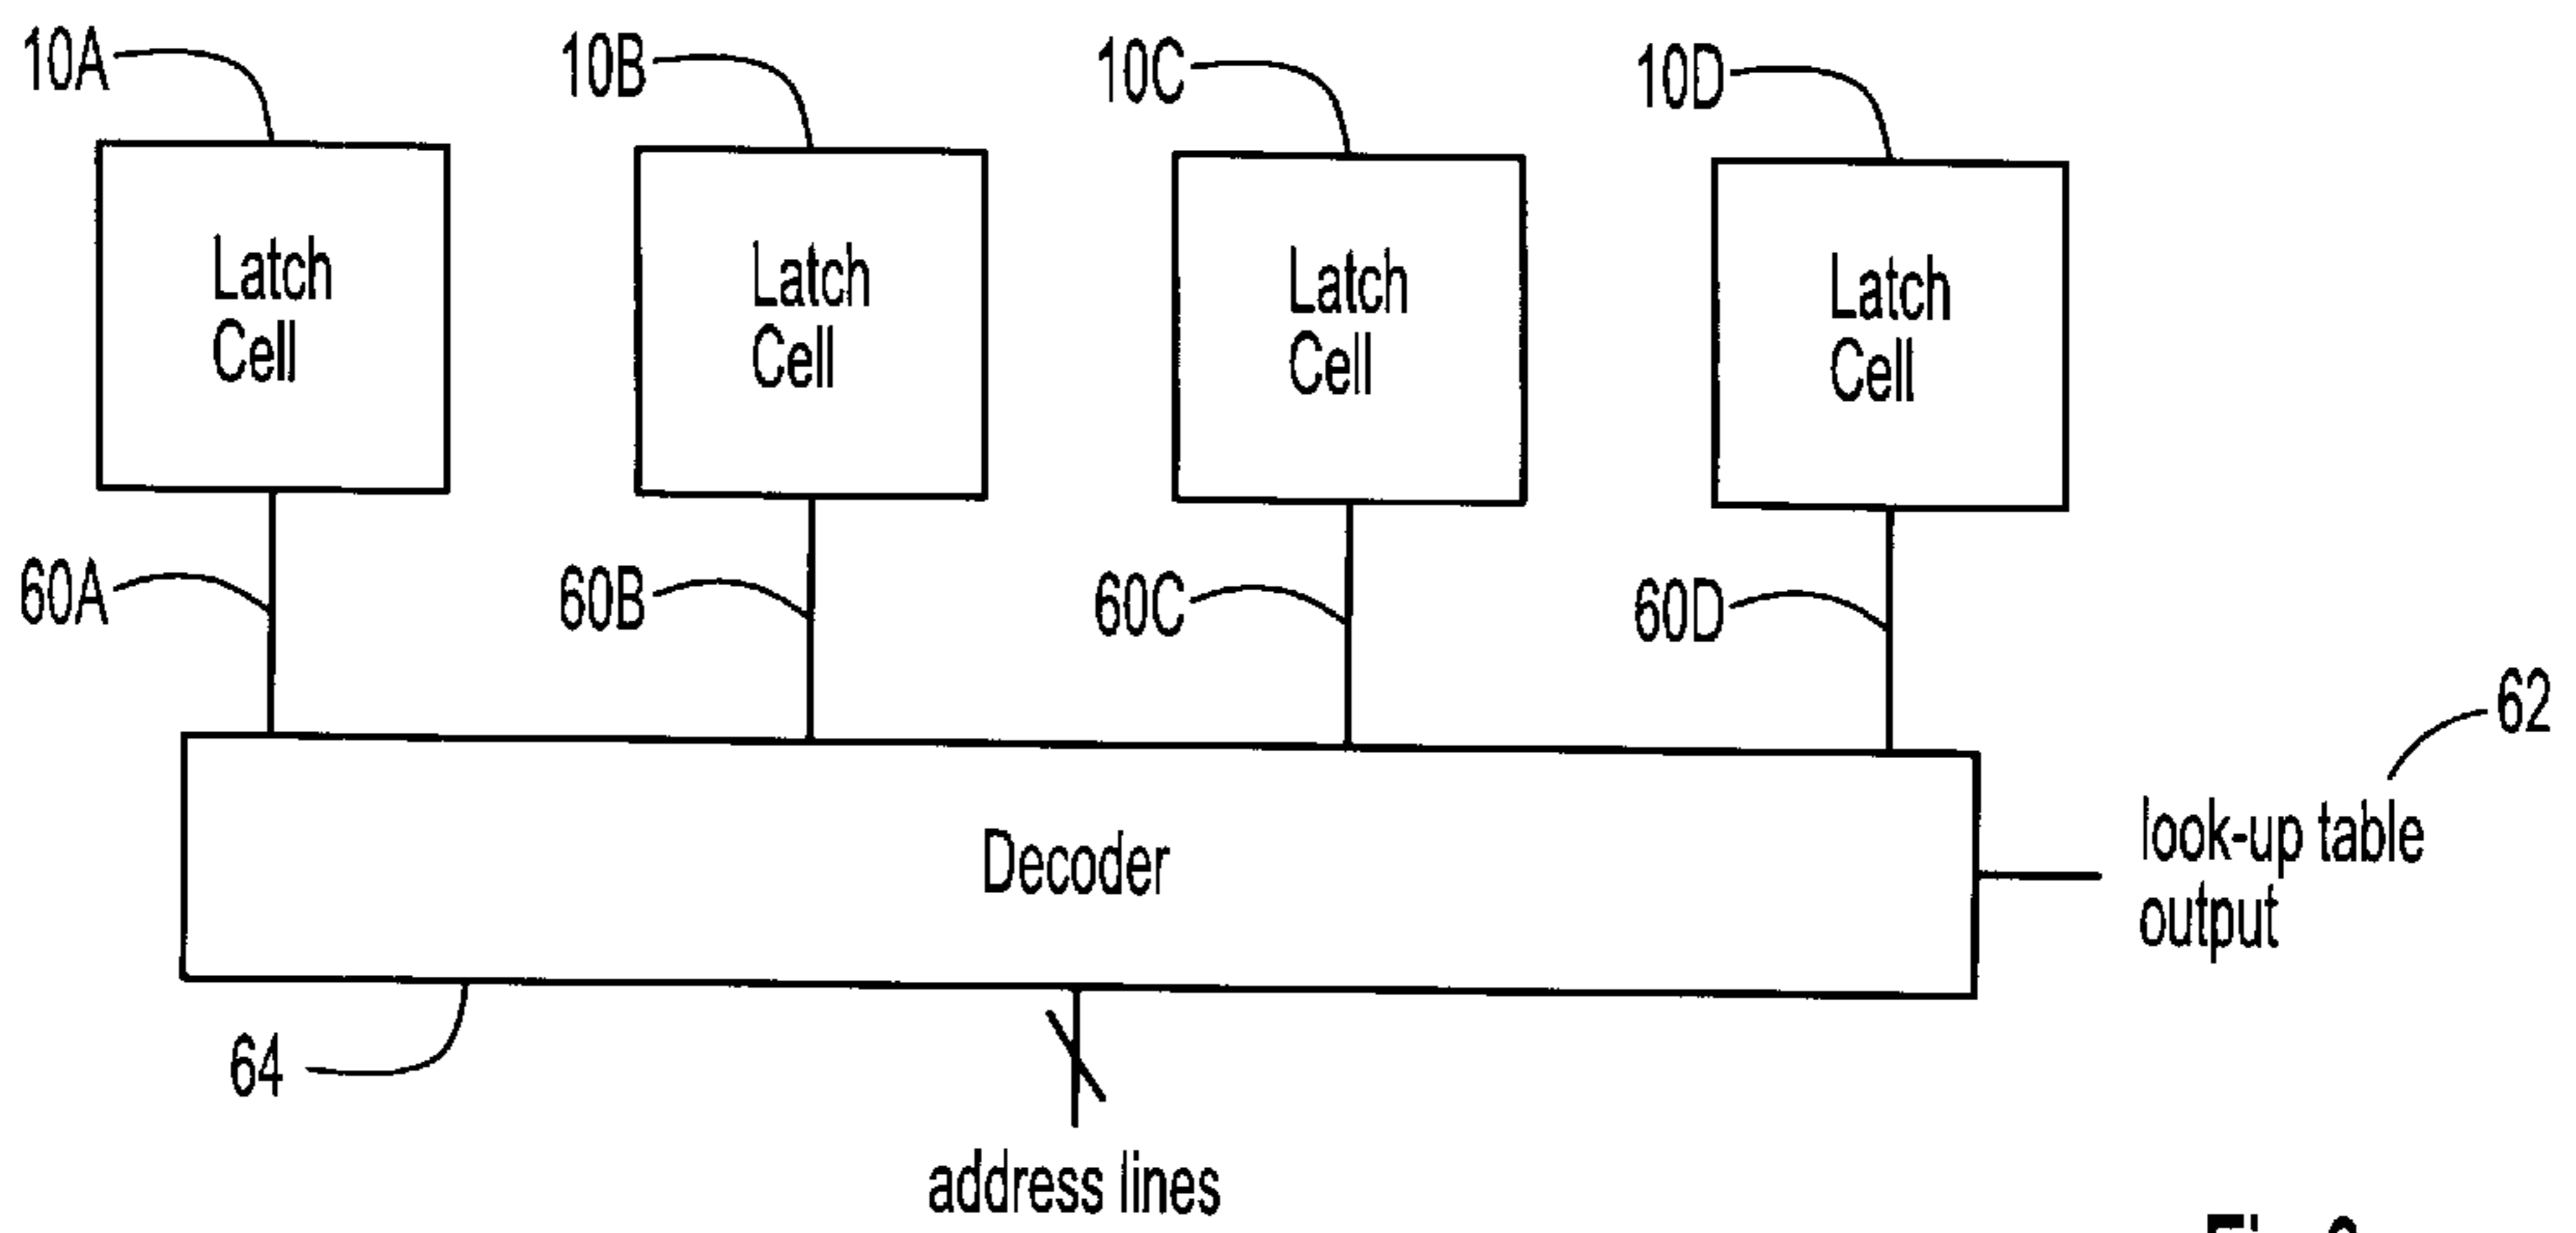 10A
10B
10C
10D
Latch
Cell
Latch
Cell
Latch
Cell
Latch
Cell
60A
60B
60C
60D
62
Decoder
look-up table
output
64
address lines